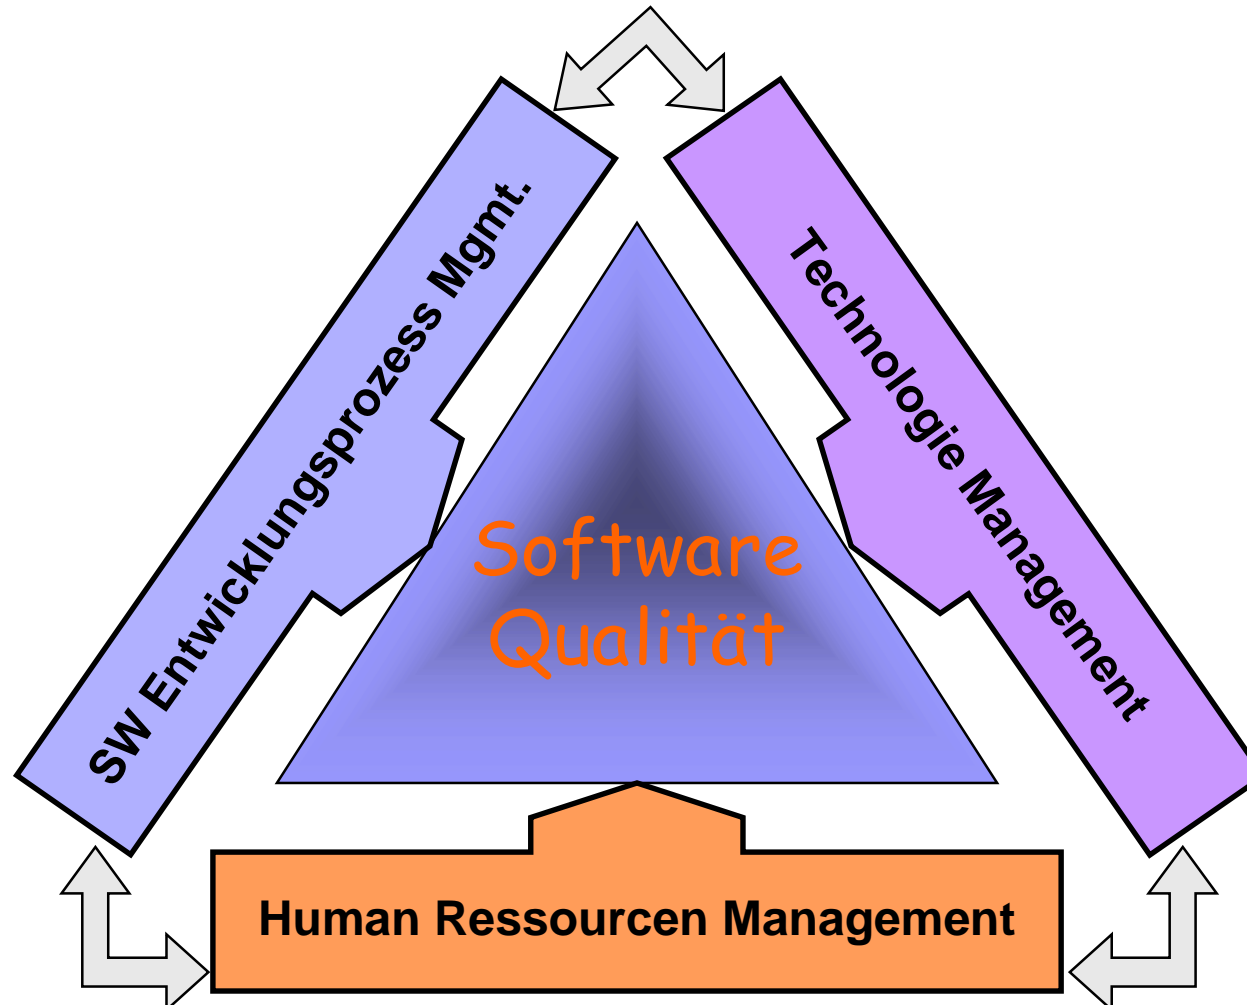 SW Entwicklungsprozess Mgmt.
Technologie Management
Software
Qualität
Human Ressourcen Management